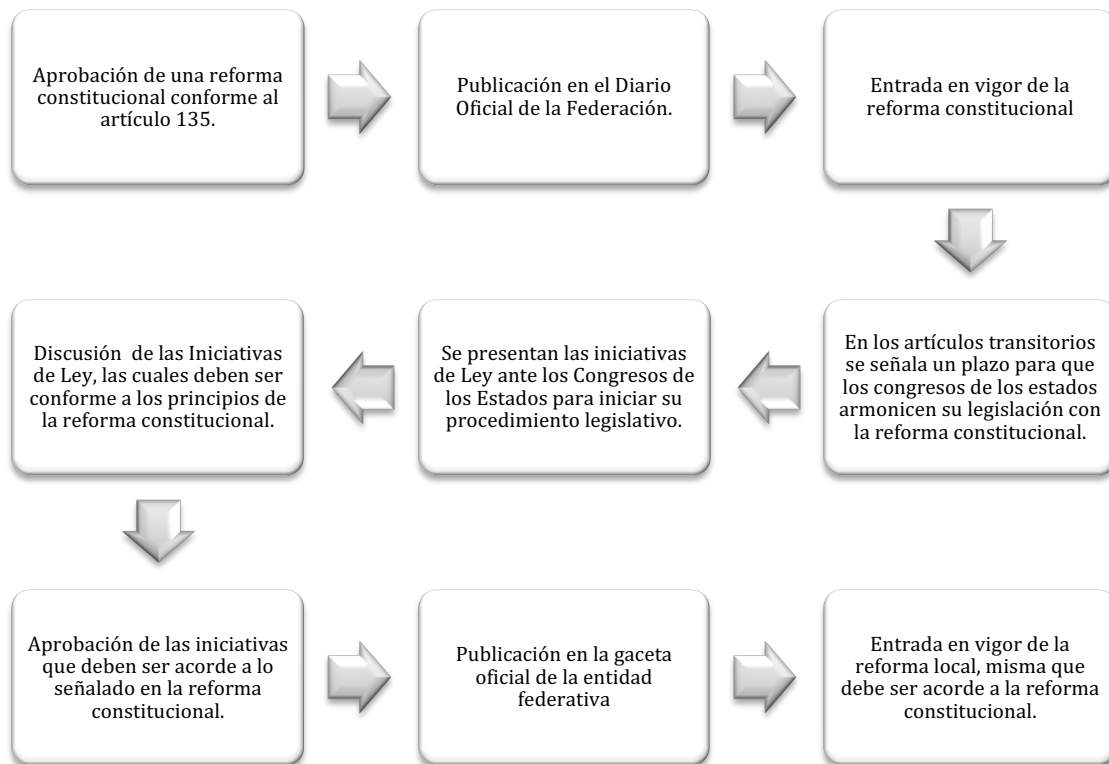 Aprobación de una reforma
constitucional conforme al
artículo 135.
Publicación en el Diario
Oficial de la Federación.
Entrada en vigor de la
reforma constitucional
En los artículos transitorios
se señala un plazo para que
los congresos de los estados
armonicen su legislación con
la reforma constitucional.
Se presentan las iniciativas
de Ley ante los Congresos de
los Estados para iniciar su
procedimiento legislativo.
Discusión de las Iniciativas
de Ley, las cuales deben ser
conforme a los principios de
la reforma constitucional.
Aprobación de las iniciativas
que deben ser acorde a lo
señalado en la reforma
constitucional.
Publicación en la gaceta
oficial de la entidad
federativa
Entrada en vigor de la
reforma local, misma que
debe ser acorde a la reforma
constitucional.